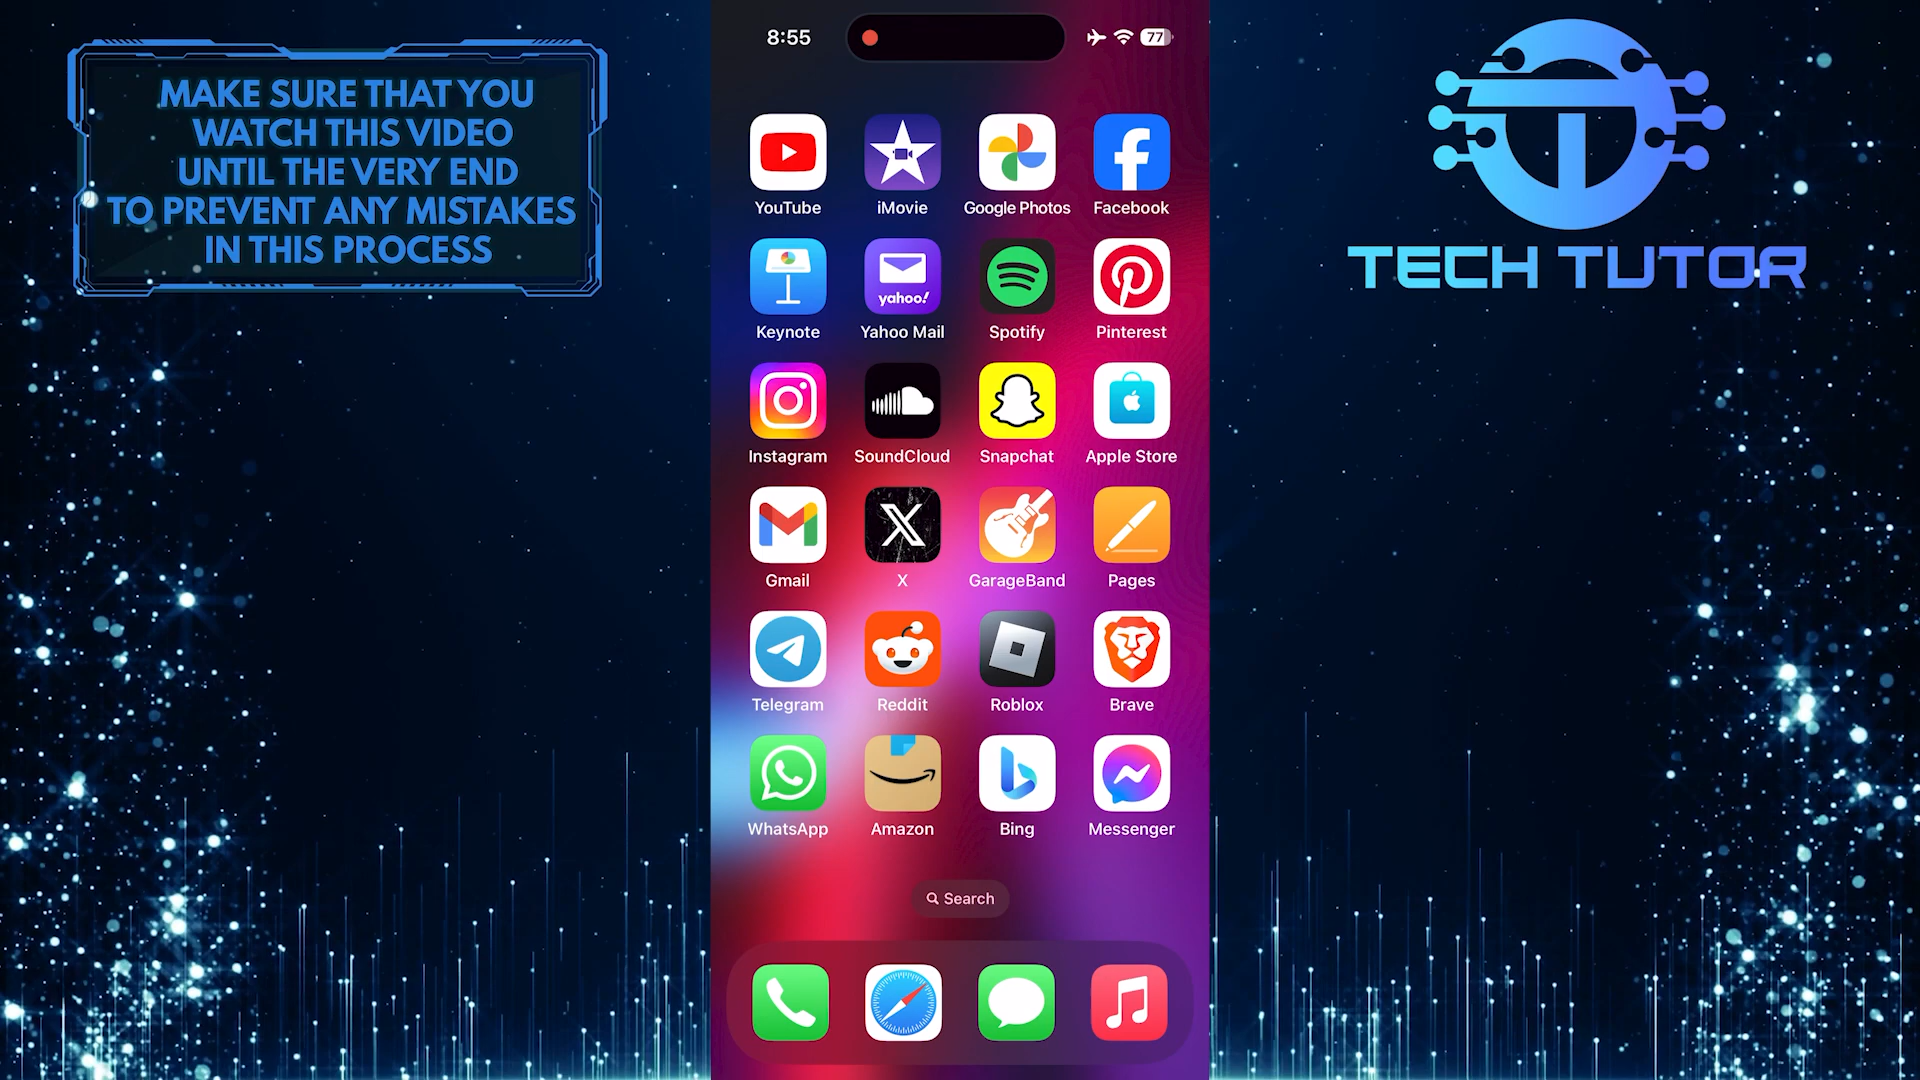 MAKE SURE THAT YOU
WATCH THIS VIDEO
UNTIL THE VERY END
TO PREVENT ANY MISTAKES
IN THIS PROCESS
8:55
77
YouTube
iMovie
Google Photos
Facebook
yahoo!
Keynote
Yahoo Mail
Spotify
Pinterest
Instagram
SoundCloud
Snapchat
Apple Store
Gmail
X
GarageBand
Pages
Telegram
Reddit
Roblox
Brave
WhatsApp
Amazon
Bing
Messenger
Search
TECH TUTOR